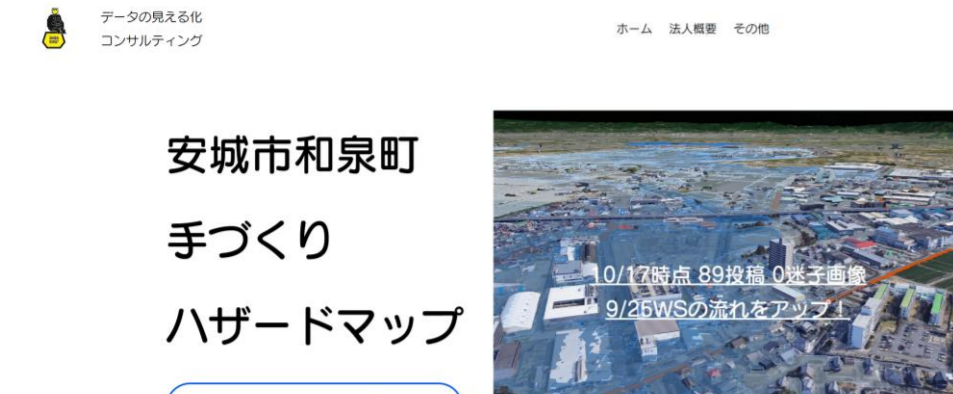 データの見える化
コンサルティング
ホーム 法人概要 その他
安城市和泉町
手づくり
ハザードマップ
10/17時点 89投稿 0迷子画像
9/25WSの流れをアップ！